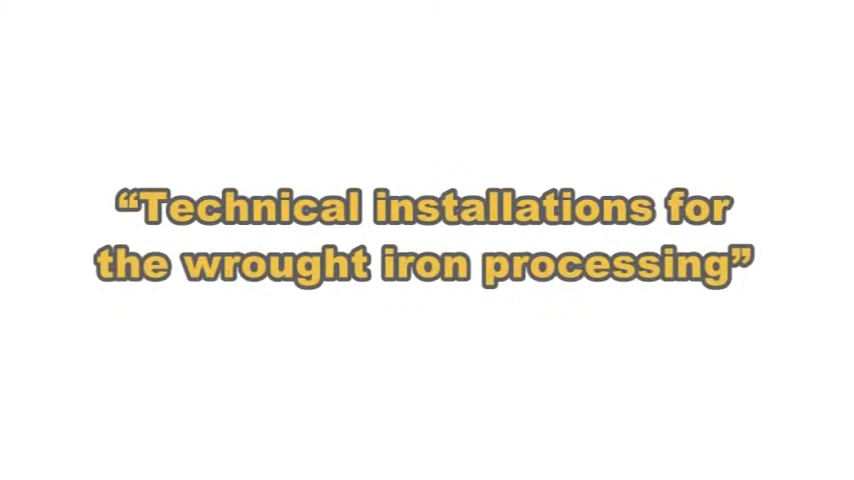 “Technical installations for
the wrought iron processing”